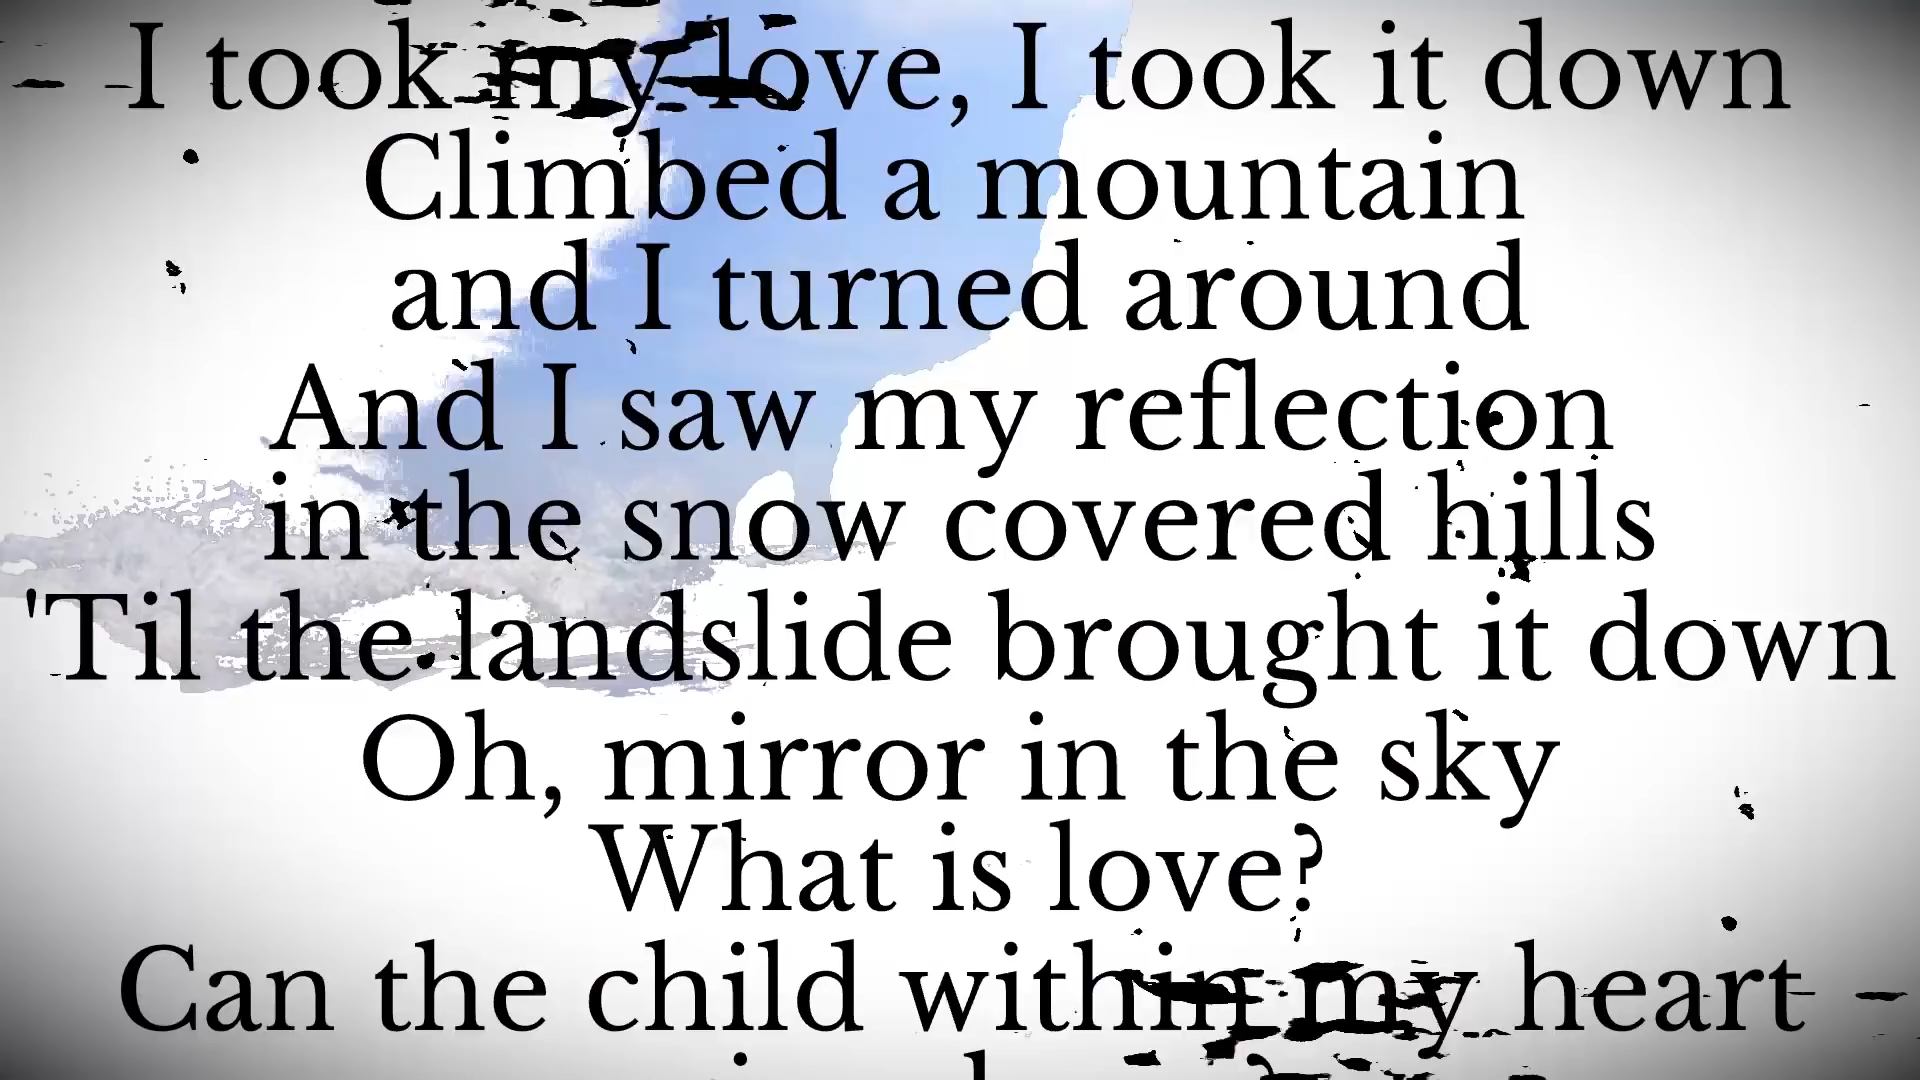 I took my love, I took it down
Climbed a mountain
and I turned around
And I saw my reflection
in the snow covered hills
'Til the landslide brought it down
Oh, mirror in the sky
What is love?
Can the child within my heart